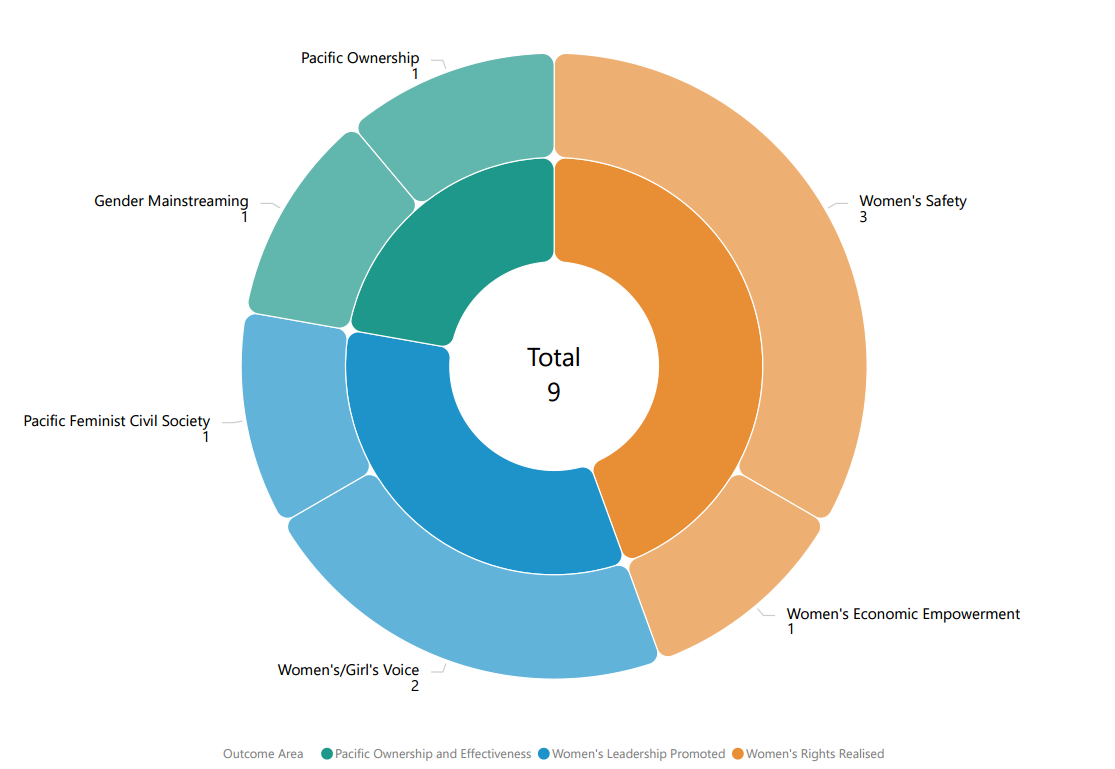 Pacific Ownership
1
Gender Mainstreaming
1
Women's Safety
3
Total
9
Pacific Feminist Civil Society
1
Women's Economic Empowerment
1
Women's/Girl's Voice
2
Outcome Area Pacific Ownership and Effectiveness Women's Leadership Promoted Women's Rights Realised